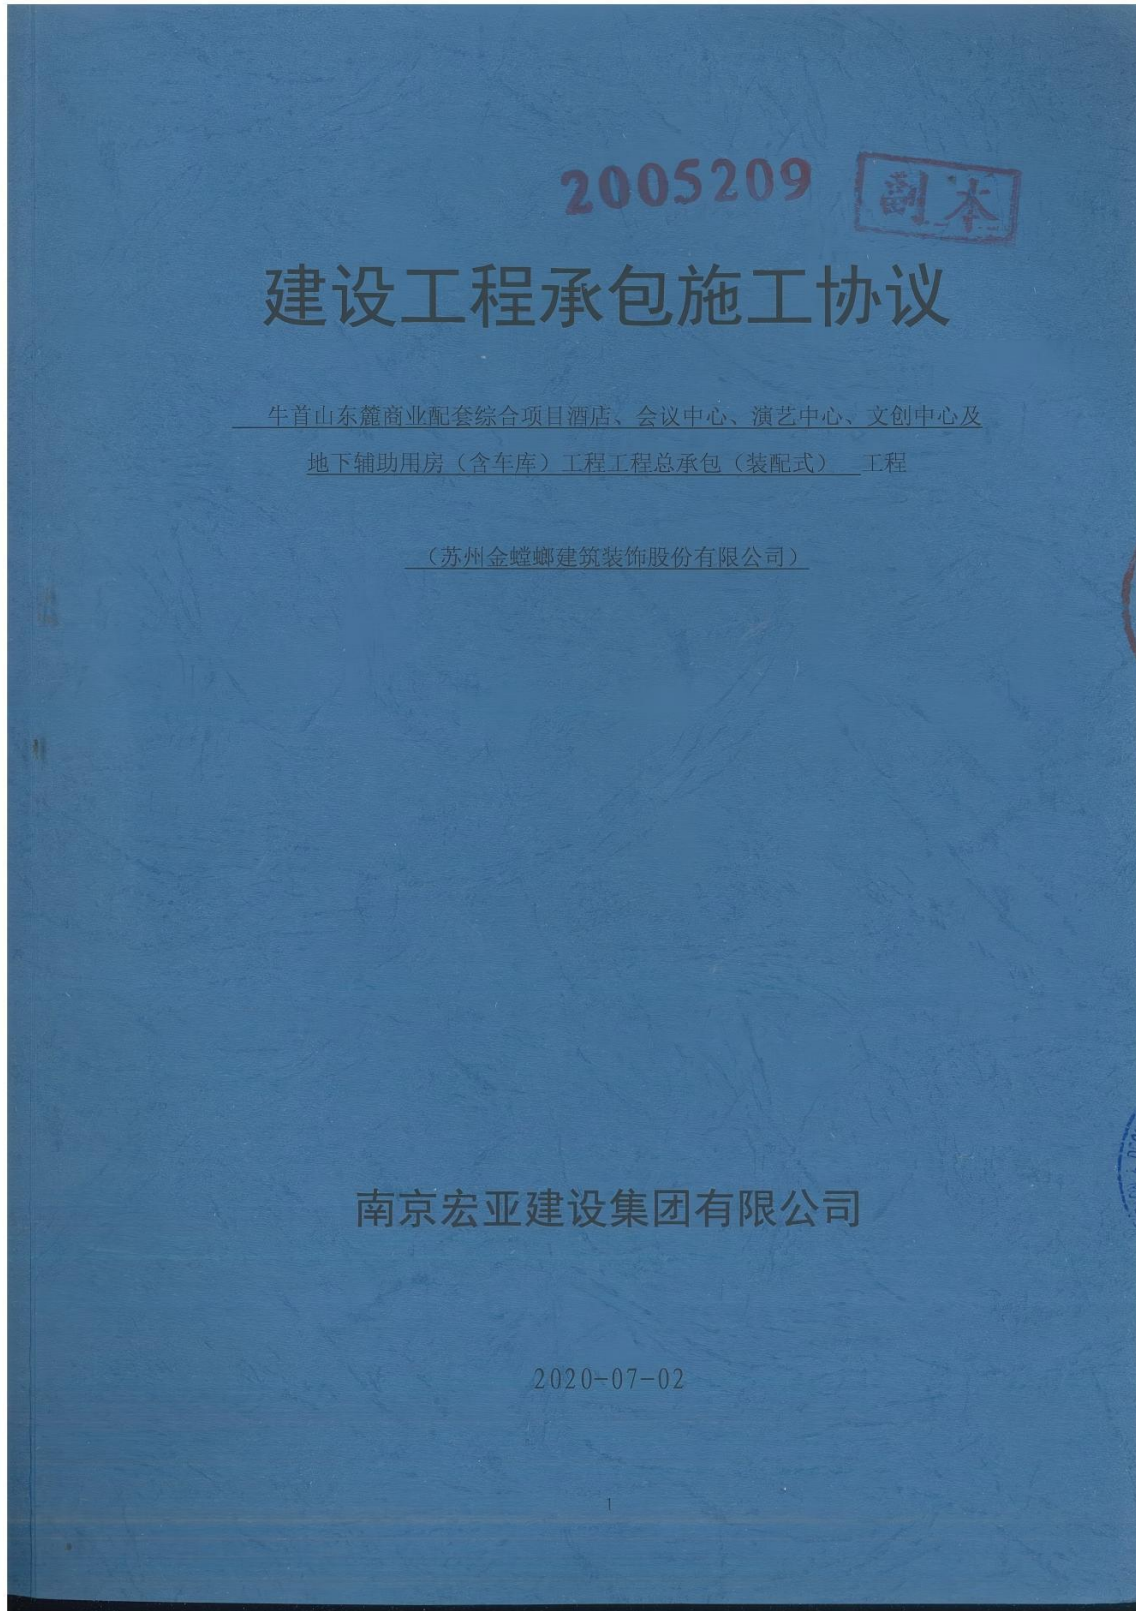 2005209 副本
建设工程承包施工协议
牛首山东麓商业配套综合项目酒店、会议中心、演艺中心、文创中心及
地下辅助用房（含车库）工程工程总承包（装配式） 工程
（苏州金螳螂建筑装饰股份有限公司）
南京宏亚建设集团有限公司
2020-07-02
1